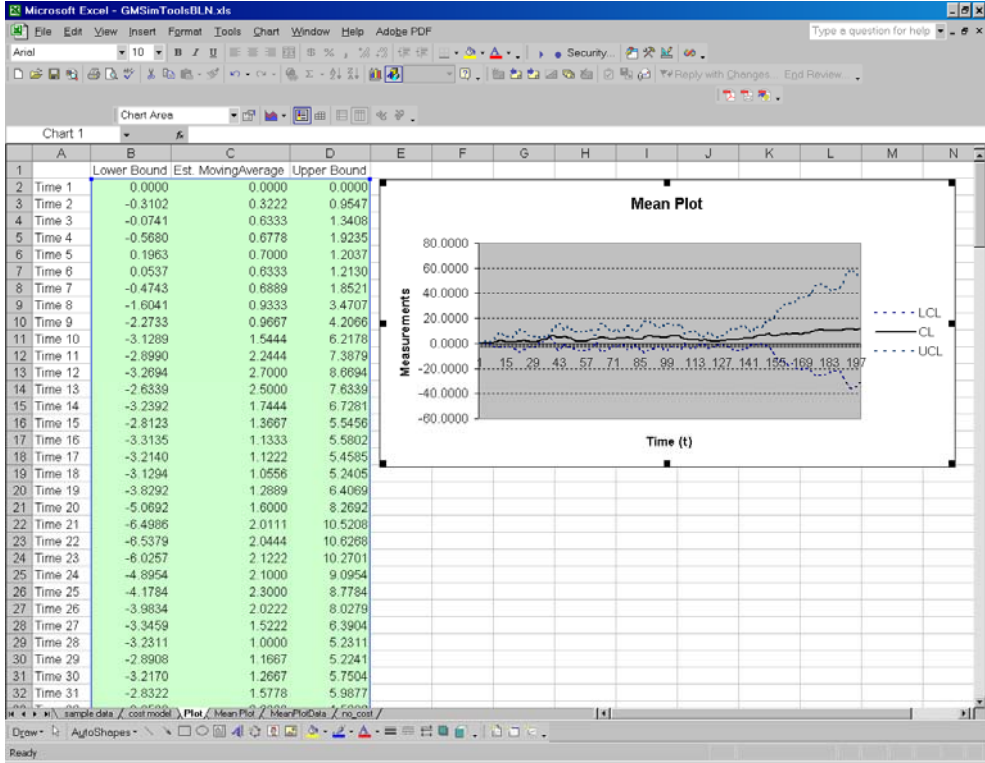 Microsoft Excel - GMSimToolsBLN.xls
File Edit View Insert Format Tools Chart Window Help Adobe PDF Type a question for help
Arial 10 B I U Security...
Reply with Changes... End Review...
Chart Area
Chart 1 fx
A B C D E F G H I J K L M N
1 Lower Bound Est. MovingAverage Upper Bound
2 Time 1 0.0000 0.0000 0.0000
3 Time 2 -0.3102 0.3222 0.9547
4 Time 3 -0.0741 0.6333 1.3408
5 Time 4 -0.5680 0.6778 1.9235
6 Time 5 0.1963 0.7000 1.2037
7 Time 6 0.0537 0.6333 1.2130
8 Time 7 -0.4743 0.6889 1.8521
9 Time 8 -1.6041 0.9333 3.4707
10 Time 9 -2.2733 0.9667 4.2066
11 Time 10 -3.1289 1.5444 6.2178
12 Time 11 -2.8990 2.2444 7.3879
13 Time 12 -3.2694 2.7000 8.6694
14 Time 13 -2.6339 2.5000 7.6339
15 Time 14 -3.2392 1.7444 6.7281
16 Time 15 -2.8123 1.3667 5.5456
17 Time 16 -3.3135 1.1333 5.5802
18 Time 17 -3.2140 1.1222 5.4585
19 Time 18 -3.1294 1.0556 5.2405
20 Time 19 -3.8292 1.2889 6.4069
21 Time 20 -5.0692 1.6000 8.2692
22 Time 21 -6.4986 2.0111 10.5208
23 Time 22 -6.5379 2.0444 10.6268
24 Time 23 -6.0257 2.1222 10.2701
25 Time 24 -4.8954 2.1000 9.0954
26 Time 25 -4.1784 2.3000 8.7784
27 Time 26 -3.9834 2.0222 8.0279
28 Time 27 -3.3459 1.5222 6.3904
29 Time 28 -3.2311 1.0000 5.2311
30 Time 29 -2.8908 1.1667 5.2241
31 Time 30 -3.2170 1.2667 5.7504
32 Time 31 -2.8322 1.5778 5.9877
Mean Plot
Measurements
80.0000
60.0000
40.0000
20.0000
0.0000
-20.0000
-40.0000
-60.0000
1 15 29 43 57 71 85 99 113 127 141 155 169 183 197
Time (t)
LCL
CL
UCL
sample data cost model Plot Mean Plot MeanPlotData no_cost
Draw AutoShapes
Ready